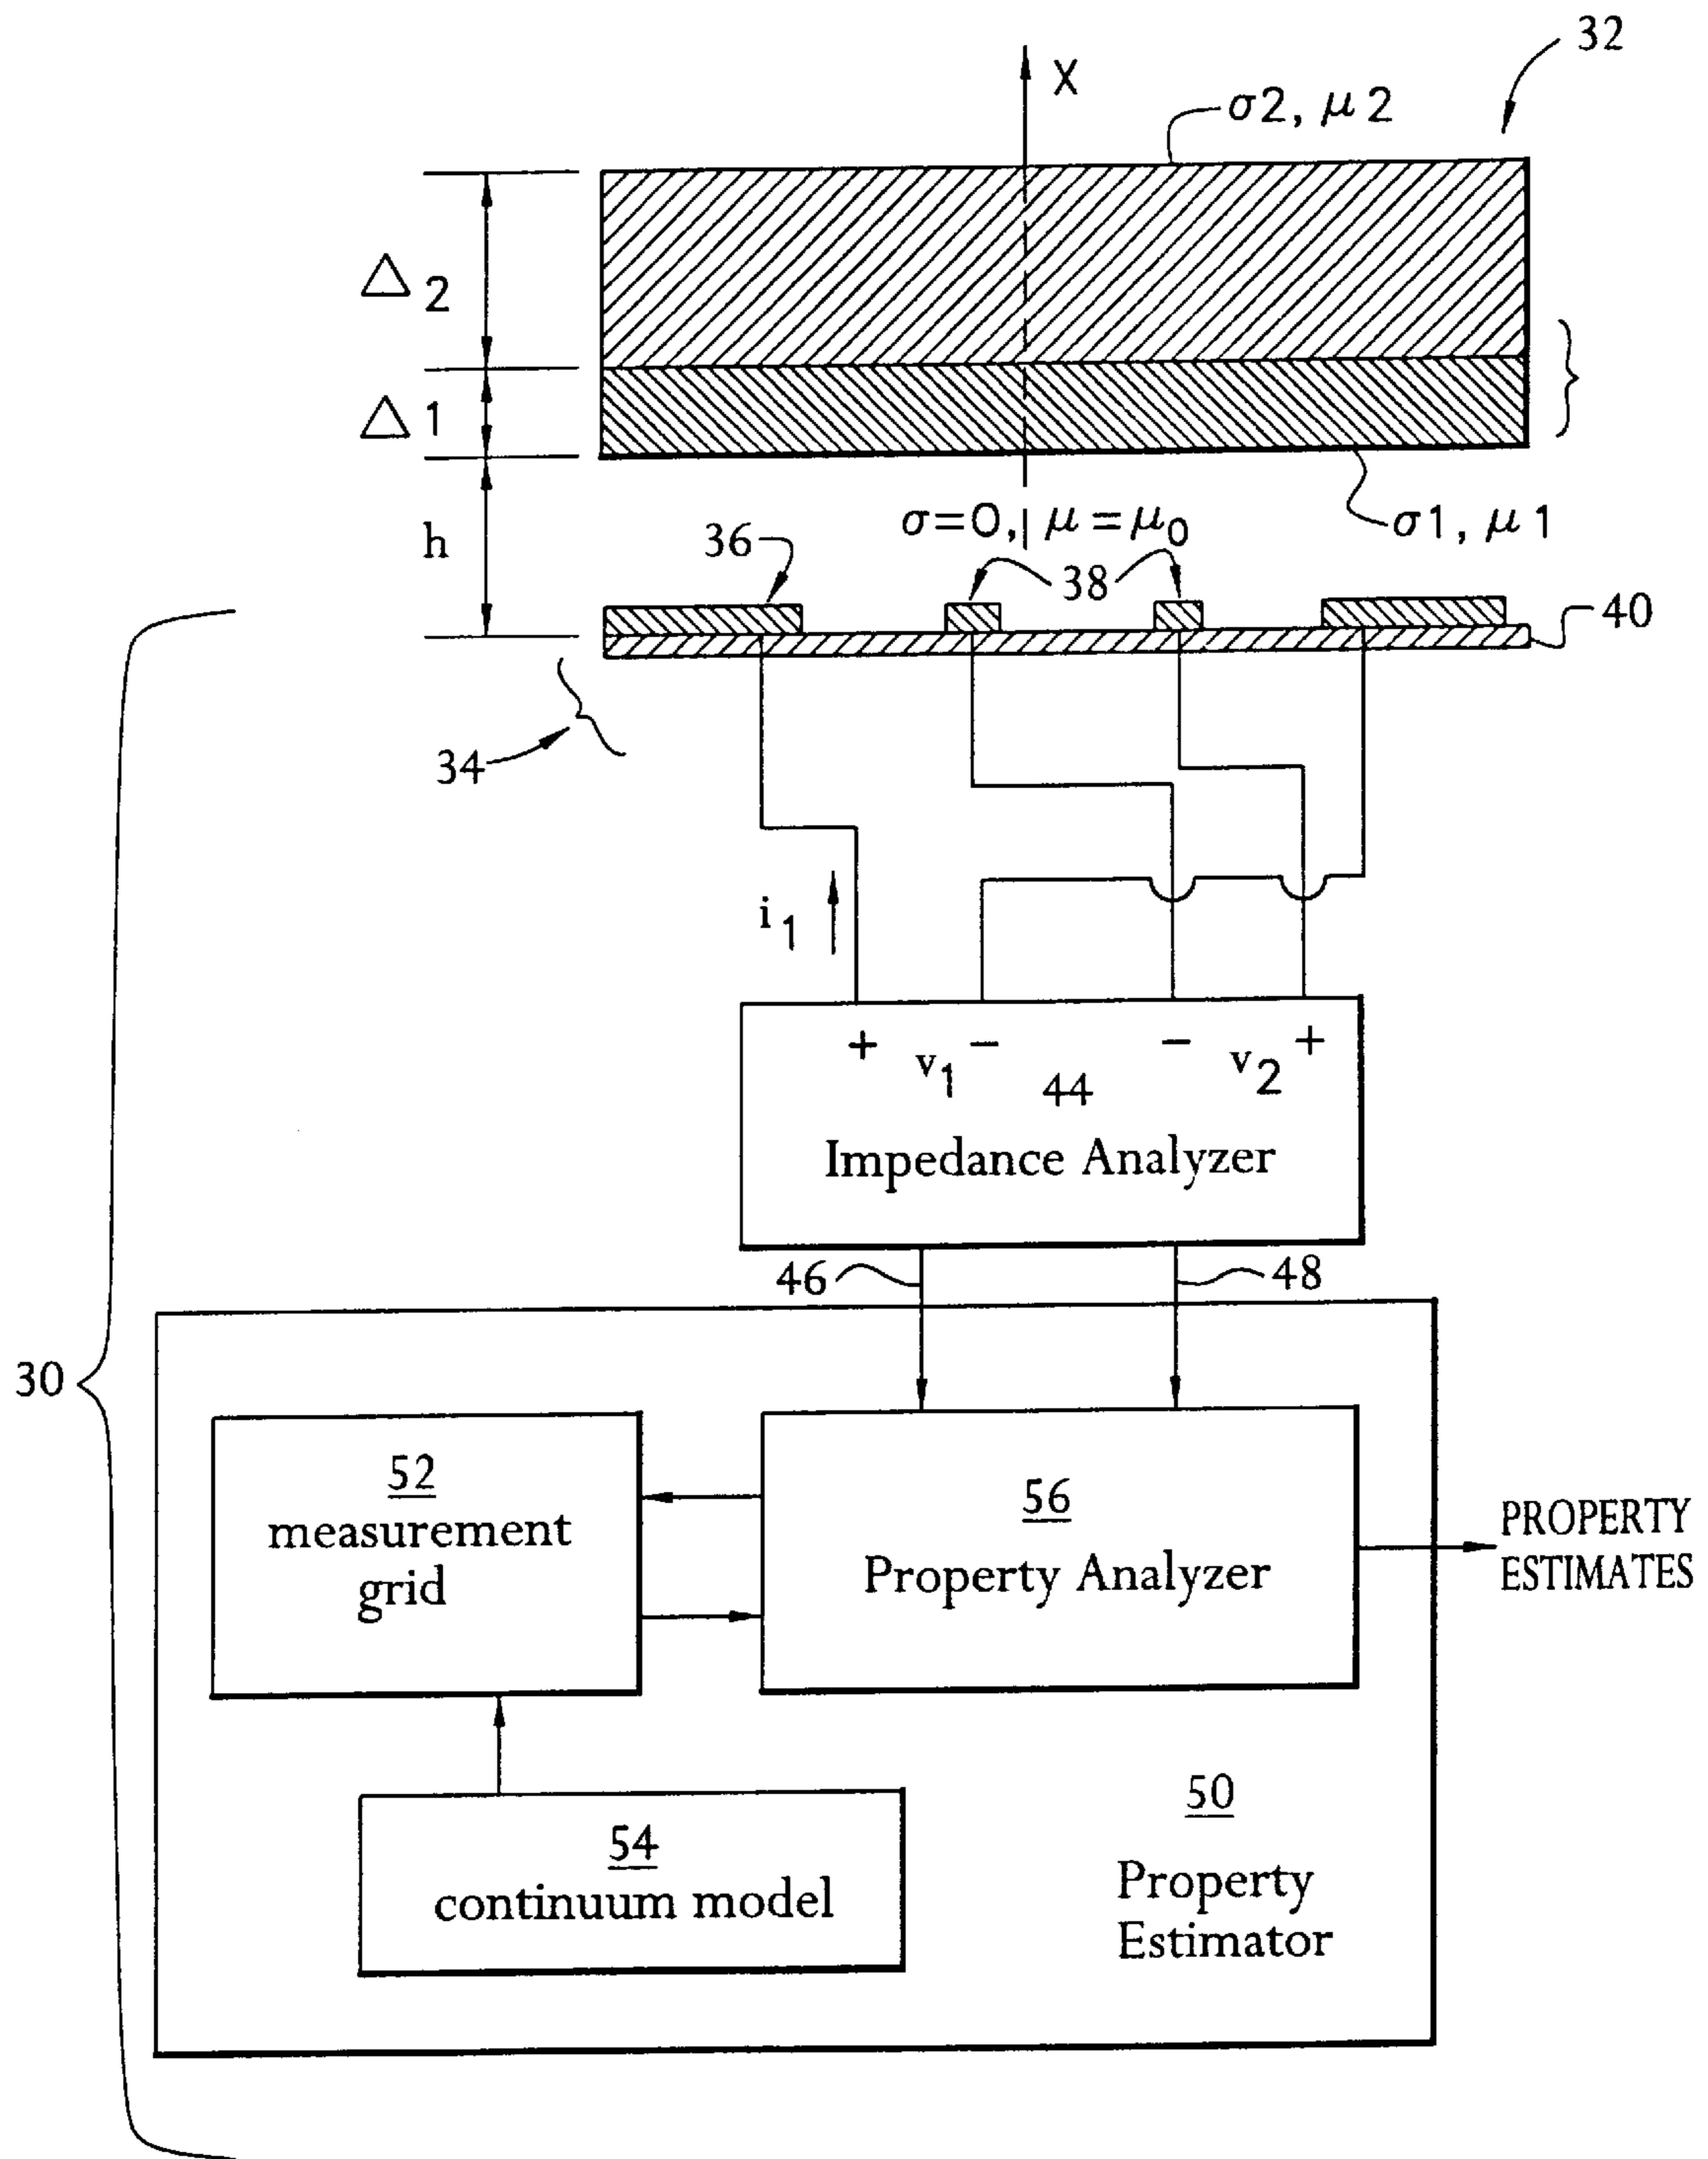 32
X
σ2, μ2
Δ2
Δ1
h
σ=0, μ=μ0
σ1, μ1
36
38
40
34
i1
+ v1 − − v2 +
44
Impedance Analyzer
46
48
30
52
measurement
grid
56
Property Analyzer
PROPERTY
ESTIMATES
54
continuum model
50
Property
Estimator